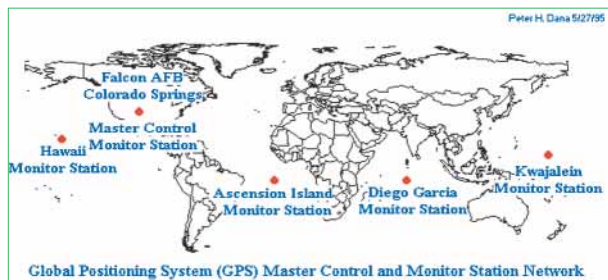 Peter H. Dana 5/27/95
Falcon AFB
Colorado Springs
Master Control
Monitor Station
Hawaii
Monitor Station
Ascension Island
Monitor Station
Diego Garcia
Monitor Station
Kwajalein
Monitor Station
Global Positioning System (GPS) Master Control and Monitor Station Network